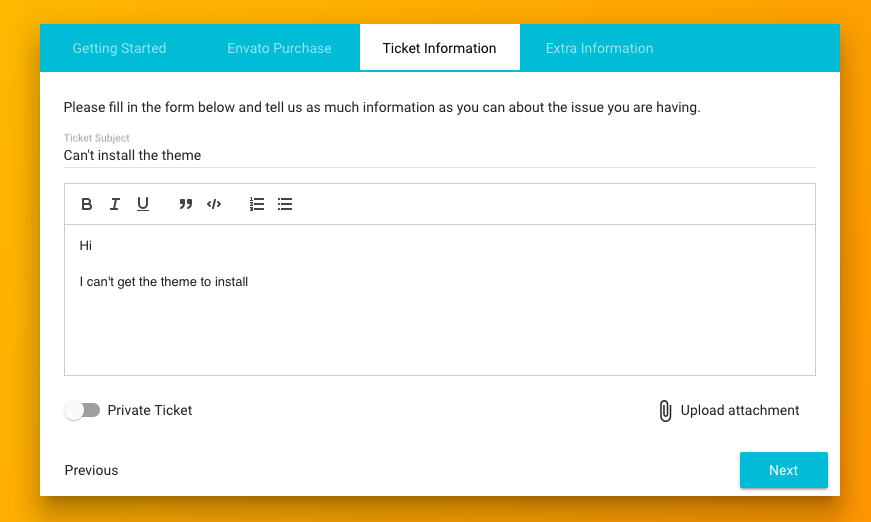 Getting Started Envato Purchase Ticket Information Extra Information
Please fill in the form below and tell us as much information as you can about the issue you are having.
Ticket Subject
Can't install the theme
B I U
Hi
I can't get the theme to install
Private Ticket Upload attachment
Previous Next